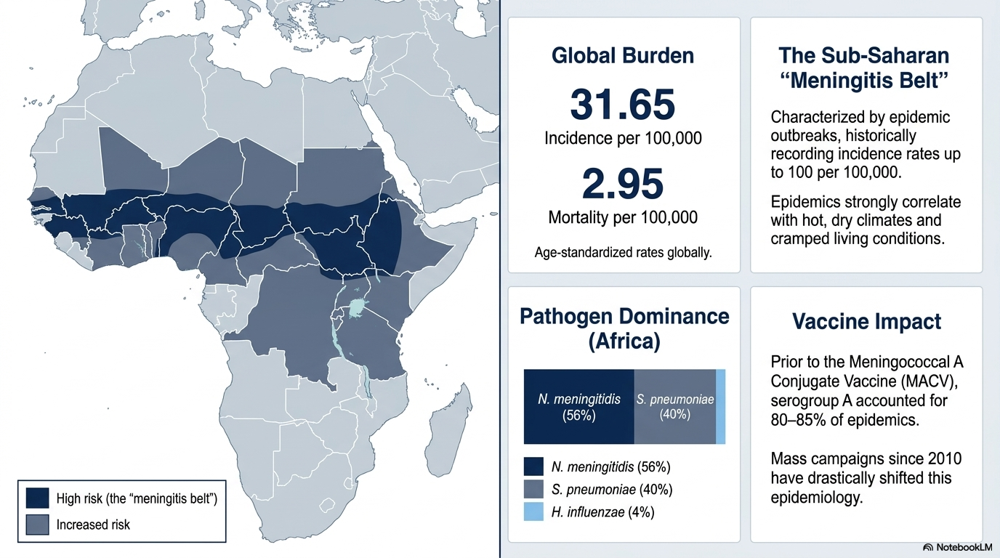 High risk (the “meningitis belt”)
Increased risk
Global Burden
31.65
Incidence per 100,000
2.95
Mortality per 100,000
Age-standardized rates globally.
The Sub-Saharan
“Meningitis Belt”
Characterized by epidemic
outbreaks, historically
recording incidence rates up
to 100 per 100,000.
Epidemics strongly correlate
with hot, dry climates and
cramped living conditions.
Pathogen Dominance
(Africa)
N. meningitidis
(56%)
S. pneumoniae
(40%)
N. meningitidis (56%)
S. pneumoniae (40%)
H. influenzae (4%)
Vaccine Impact
Prior to the Meningococcal A
Conjugate Vaccine (MACV),
serogroup A accounted for
80–85% of epidemics.
Mass campaigns since 2010
have drastically shifted this
epidemiology.
NotebookLM